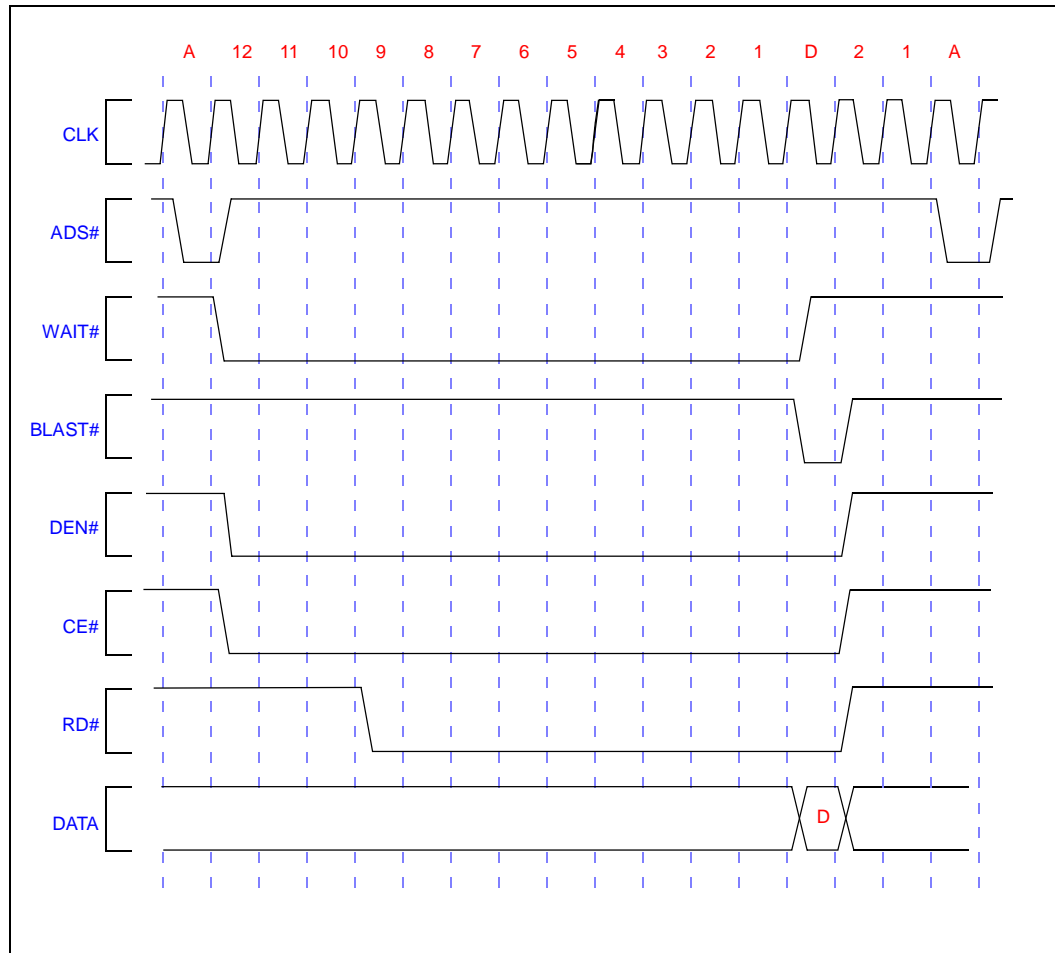 A 12 11 10 9 8 7 6 5 4 3 2 1 D 2 1 A
CLK
ADS#
WAIT#
BLAST#
DEN#
CE#
RD#
DATA D